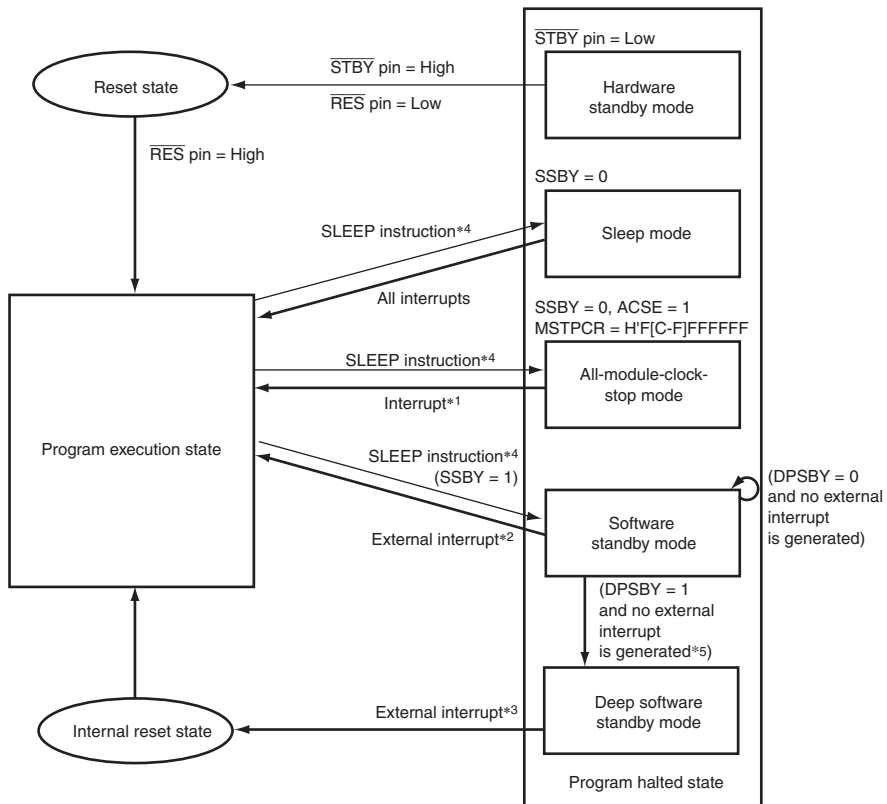 STBY pin = Low
STBY pin = High
RES pin = Low
Reset state
Hardware
standby mode
RES pin = High
SSBY = 0
SLEEP instruction*4
Sleep mode
All interrupts
SSBY = 0, ACSE = 1
MSTPCR = H'F[C-F]FFFFFF
SLEEP instruction*4
All-module-clock-
stop mode
Interrupt*1
Program execution state
SLEEP instruction*4
(SSBY = 1)
External interrupt*2
Software
standby mode
(DPSBY = 0
and no external
interrupt
is generated)
(DPSBY = 1
and no external
interrupt
is generated*5)
Internal reset state
External interrupt*3
Deep software
standby mode
Program halted state